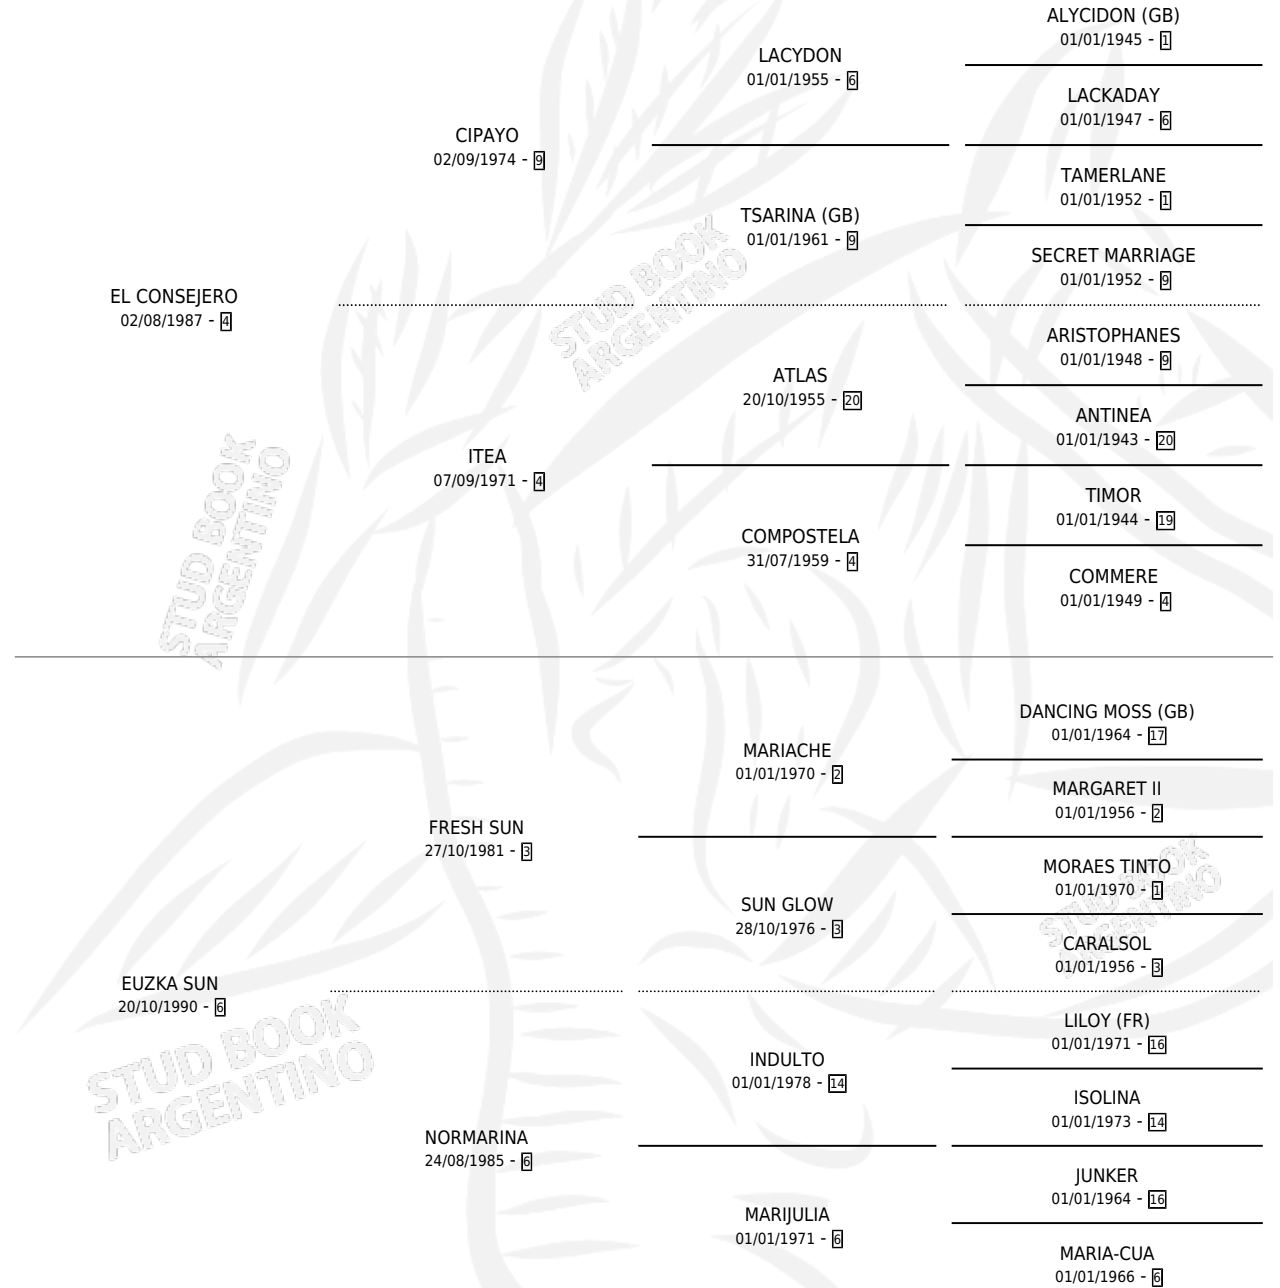 ALYCIDON (GB)
01/01/1945 - 1
LACYDON
01/01/1955 - 6
LACKADAY
01/01/1947 - 6
CIPAYO
02/09/1974 - 9
TAMERLANE
01/01/1952 - 1
TSARINA (GB)
01/01/1961 - 9
SECRET MARRIAGE
01/01/1952 - 9
EL CONSEJERO
02/08/1987 - 4
STUD BOOK
ARGENTINO
ARISTOPHANES
01/01/1948 - 9
ATLAS
20/10/1955 - 20
ANTINEA
01/01/1943 - 20
ITEA
07/09/1971 - 4
TIMOR
01/01/1944 - 19
COMPOSTELA
31/07/1959 - 4
COMMERE
01/01/1949 - 4
STUD BOOK
ARGENTINO
DANCING MOSS (GB)
01/01/1964 - 17
MARIACHE
01/01/1970 - 2
MARGARET II
01/01/1956 - 2
FRESH SUN
27/10/1981 - 3
MORAES TINTO
01/01/1970 - 1
SUN GLOW
28/10/1976 - 3
CARALSOL
01/01/1956 - 3
STUD BOOK
ARGENTINO
EUZKA SUN
20/10/1990 - 6
LILOY (FR)
01/01/1971 - 16
INDULTO
01/01/1978 - 14
ISOLINA
01/01/1973 - 14
STUD BOOK
ARGENTINO
NORMARINA
24/08/1985 - 6
JUNKER
01/01/1964 - 16
MARIJULIA
01/01/1971 - 6
MARIA-CUA
01/01/1966 - 6